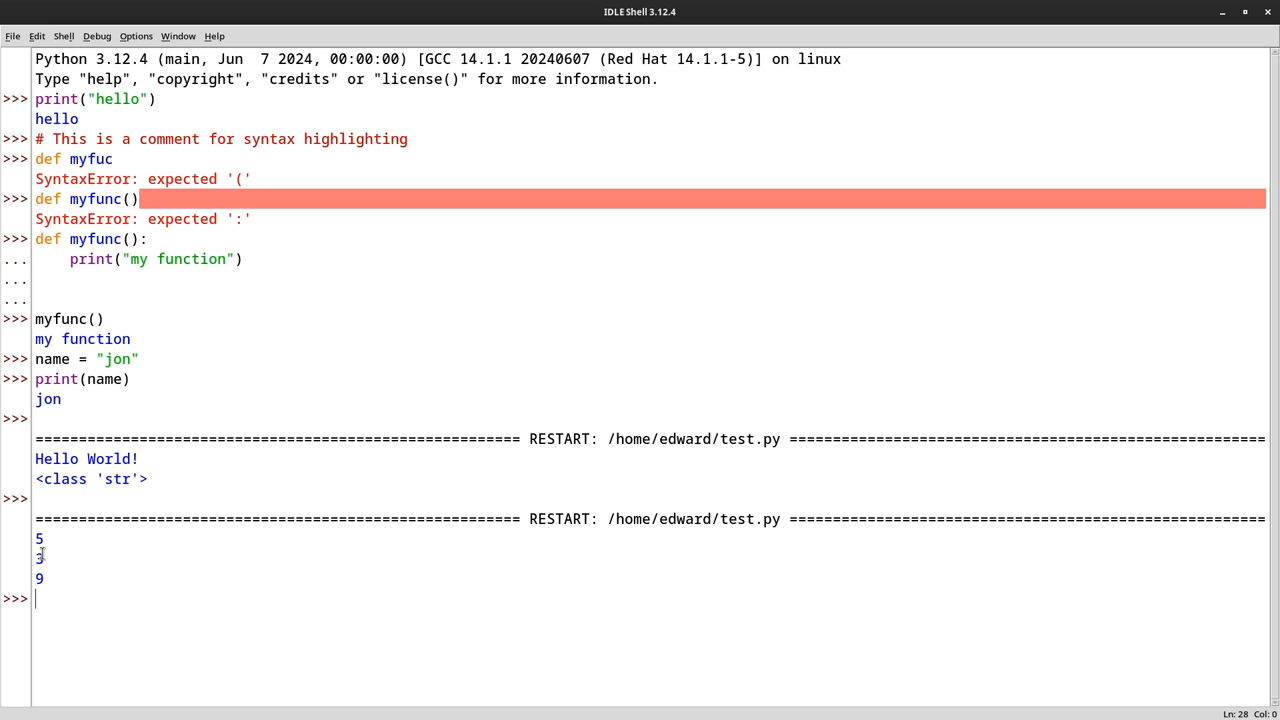 IDLE Shell 3.12.4
File Edit Shell Debug Options Window Help
Python 3.12.4 (main, Jun  7 2024, 00:00:00) [GCC 14.1.1 20240607 (Red Hat 14.1.1-5)] on linux
Type "help", "copyright", "credits" or "license()" for more information.
>>> print("hello")
hello
>>> # This is a comment for syntax highlighting
>>> def myfuc
SyntaxError: expected '('
>>> def myfunc()
SyntaxError: expected ':'
>>> def myfunc():
...     print("my function")
...
...
>>> myfunc()
my function
>>> name = "jon"
>>> print(name)
jon
>>>
======================================================== RESTART: /home/edward/test.py =======================================================
Hello World!
<class 'str'>
>>>
======================================================== RESTART: /home/edward/test.py =======================================================
5
3
9
>>>
Ln: 28 Col: 0